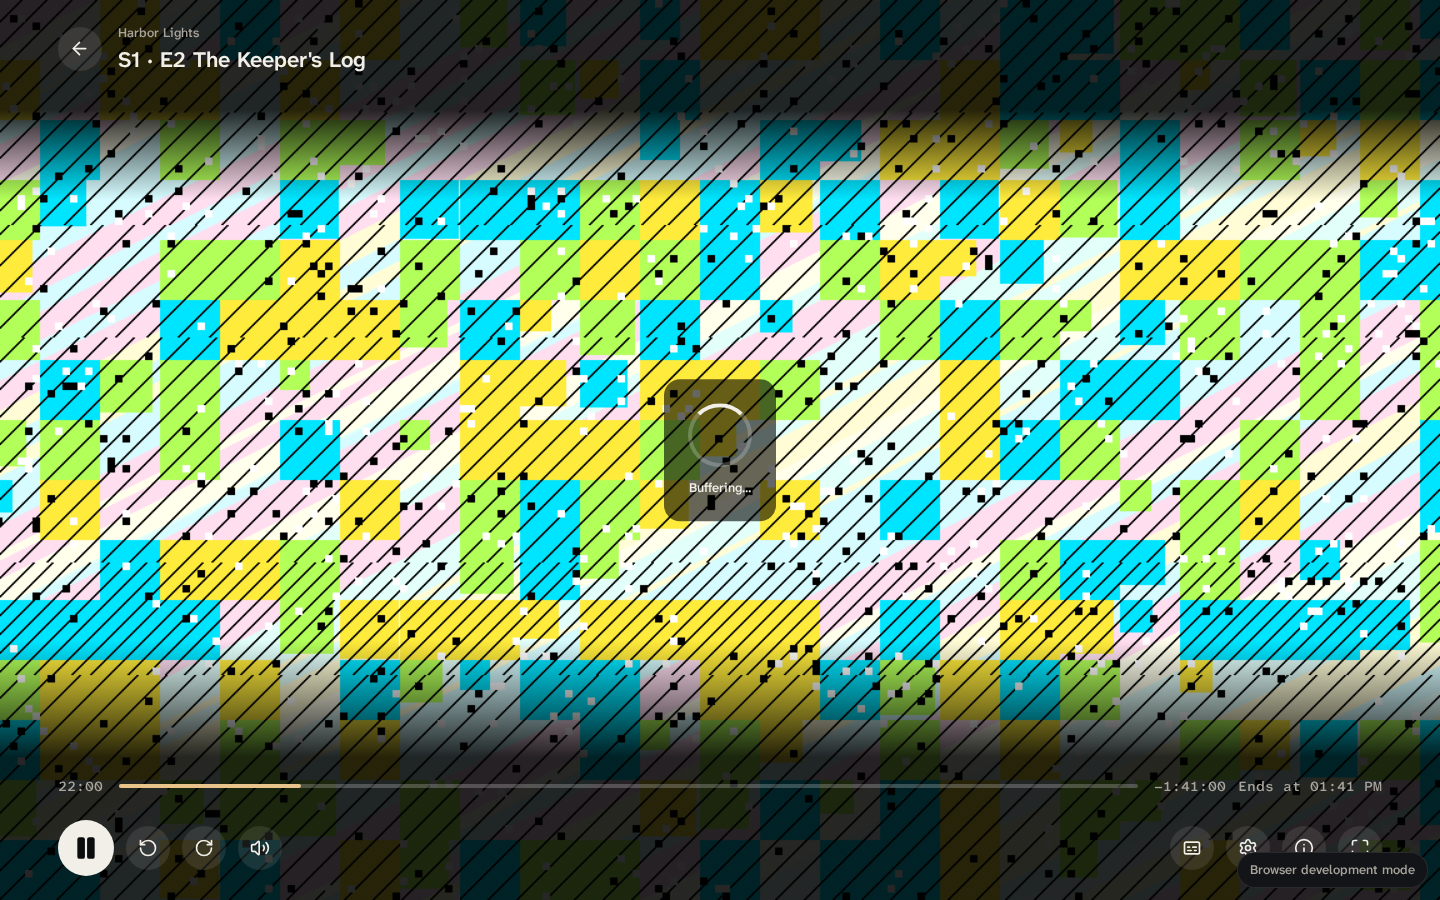 Harbor Lights
S1 · E2 The Keeper's Log
Buffering…
22:00
−1:41:00 Ends at 01:41 PM
Browser development mode